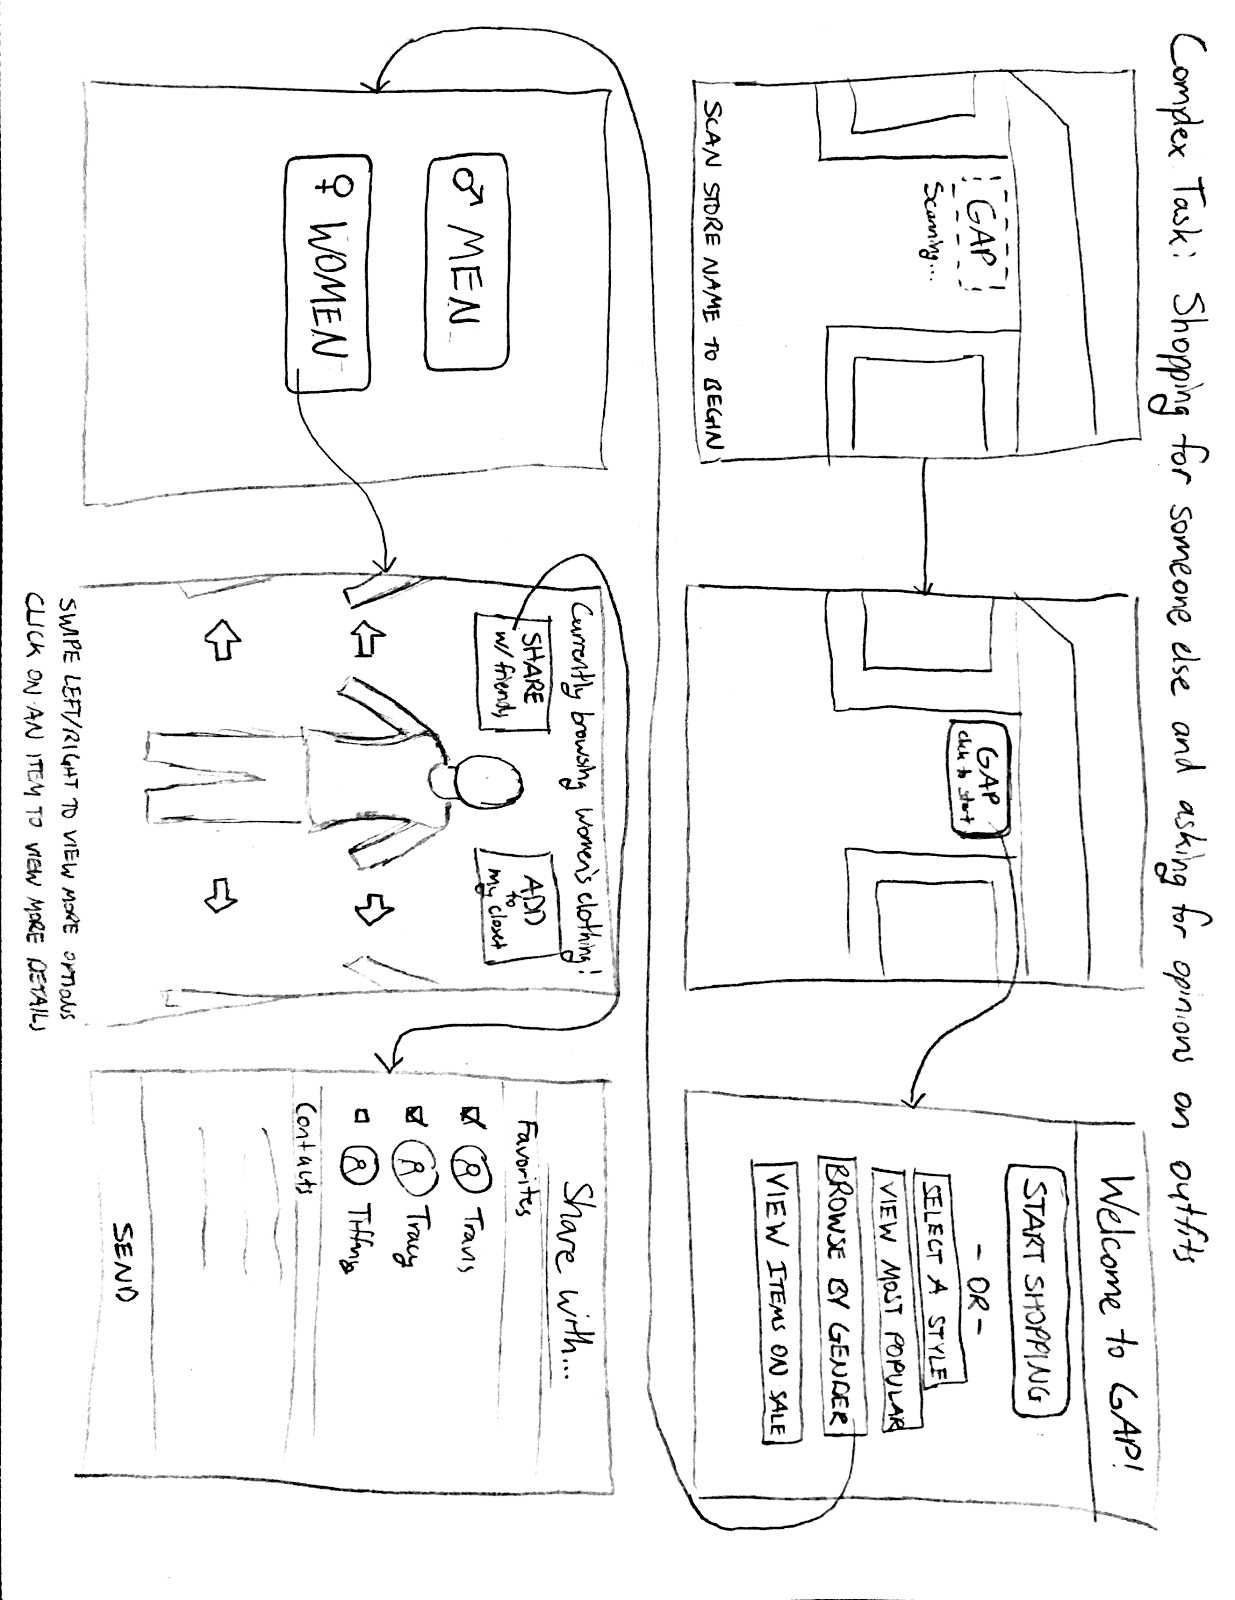 Complex Task: Shopping for someone else and asking for opinions on outfits
GAP
Scanning...
SCAN STORE NAME TO BEGIN
GAP
click to start
Welcome to GAP!
START SHOPPING
- OR -
SELECT A STYLE
VIEW MOST POPULAR
BROWSE BY GENDER
VIEW ITEMS ON SALE
♂ MEN
♀ WOMEN
Currently browsing women's clothing!
SHARE
w/ friends
ADD
to
my closet
SWIPE LEFT/RIGHT TO VIEW MORE OPTIONS
CLICK ON AN ITEM TO VIEW MORE DETAILS
Share with...
Favorites
Travis
Tracy
Tiffany
Contacts
SEND